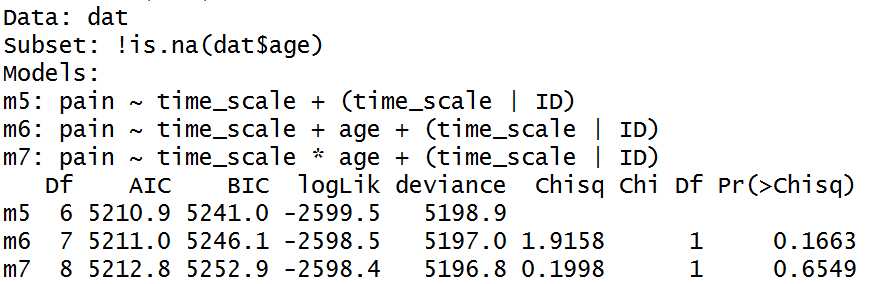 Data: dat
Subset: !is.na(dat$age)
Models:
m5: pain ~ time_scale + (time_scale | ID)
m6: pain ~ time_scale + age + (time_scale | ID)
m7: pain ~ time_scale * age + (time_scale | ID)
   Df    AIC    BIC  logLik deviance  Chisq Chi Df Pr(>Chisq)
m5  6 5210.9 5241.0 -2599.5   5198.9
m6  7 5211.0 5246.1 -2598.5   5197.0 1.9158      1     0.1663
m7  8 5212.8 5252.9 -2598.4   5196.8 0.1998      1     0.6549